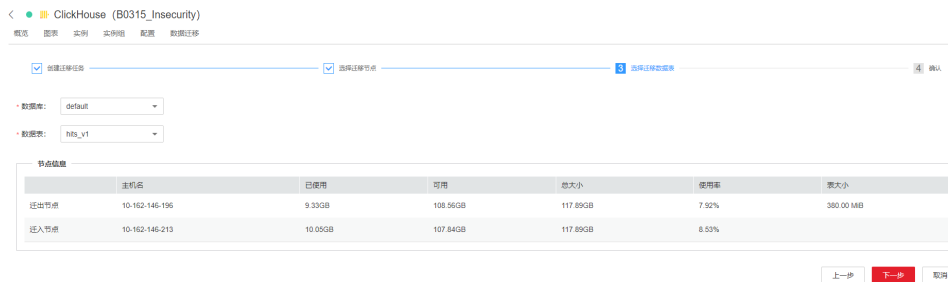 ClickHouse（B0315_Insecurity）
概览 图表 实例 实例组 配置 数据迁移
创建迁移任务 选择迁移节点 3 选择迁移数据表 4 确认
* 数据库: default
* 数据表: hits_v1
节点信息
主机名 已使用 可用 总大小 使用率 表大小
迁出节点 10-162-146-196 9.33GB 108.56GB 117.89GB 7.92% 380.00 MiB
迁入节点 10-162-146-213 10.05GB 107.84GB 117.89GB 8.53%
上一步 下一步 取消